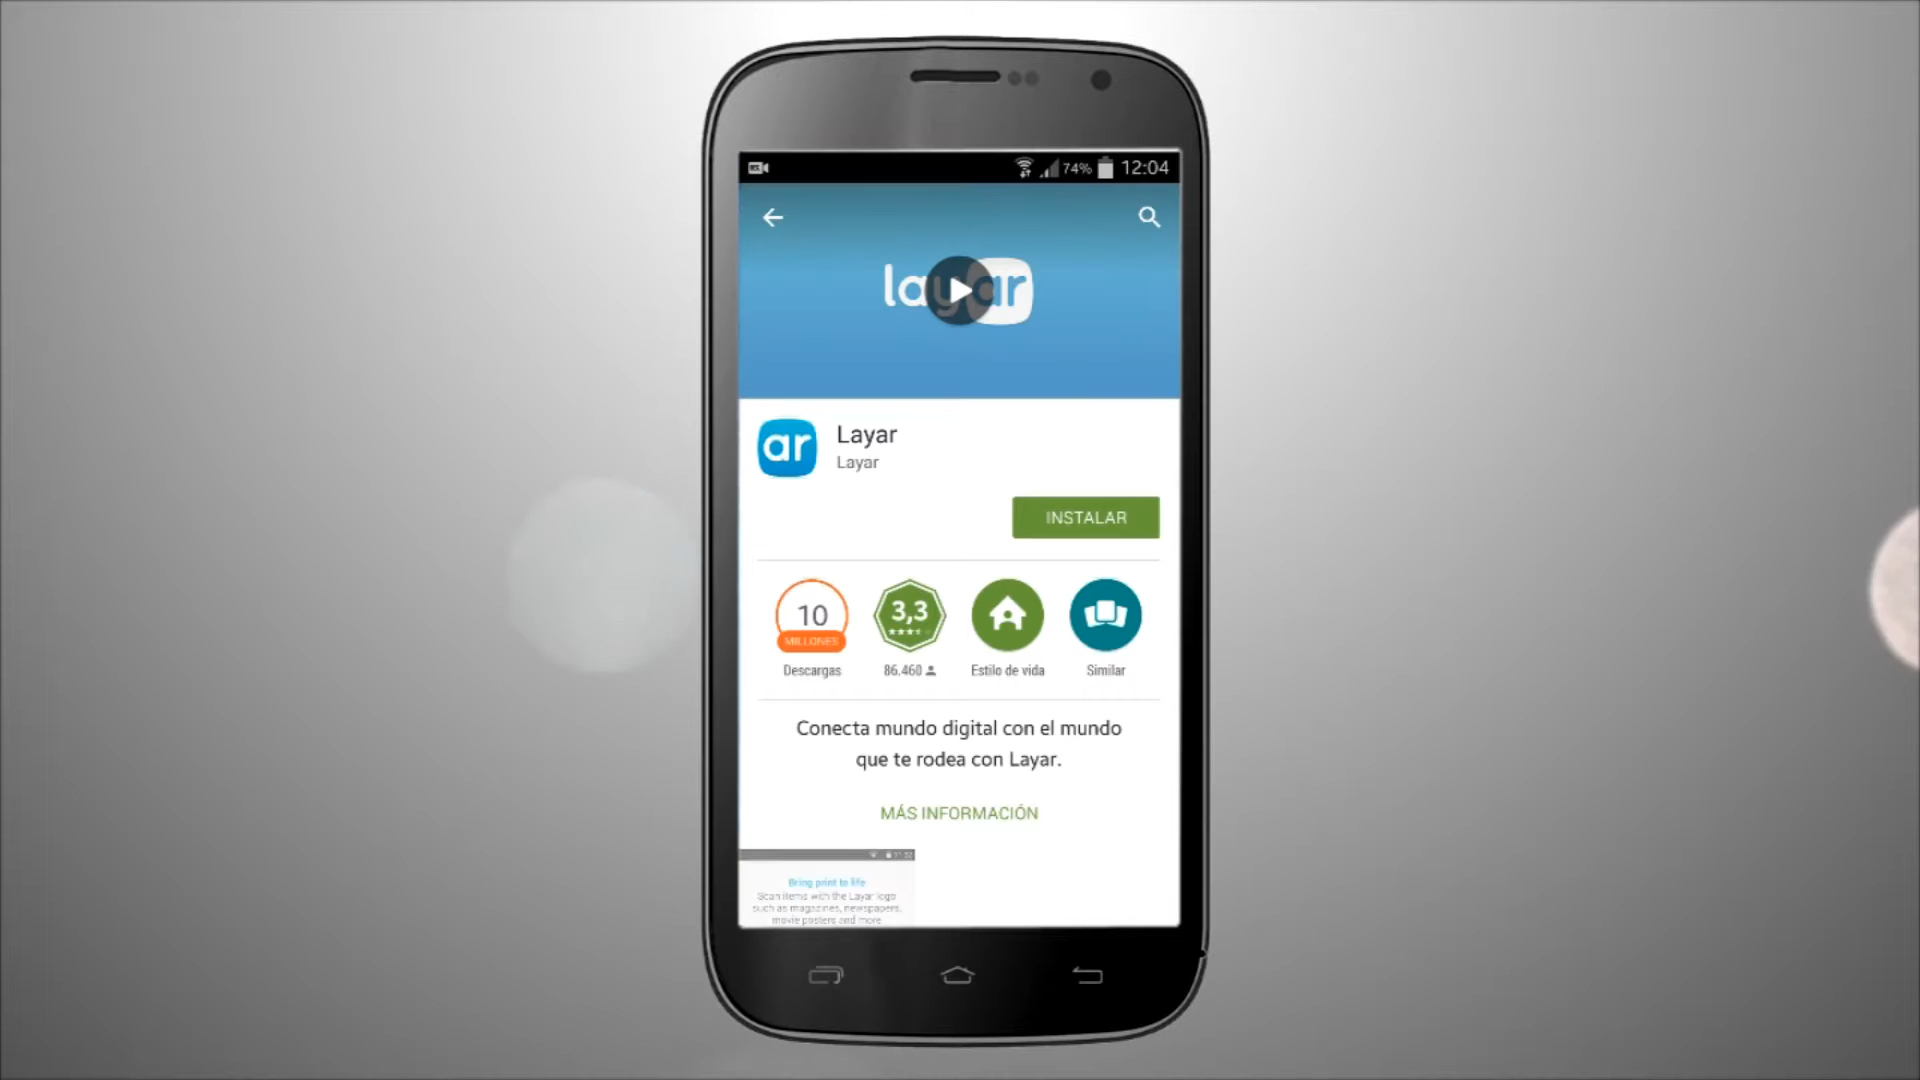 74% 12:04
layar
ar
Layar
Layar
INSTALAR
10
MILLONES
3,3
Descargas
86.460
Estilo de vida
Similar
Conecta mundo digital con el mundo
que te rodea con Layar.
MÁS INFORMACIÓN
Bring print to life
Scan items with the Layar logo
such as magazines, newspapers,
movie posters and more